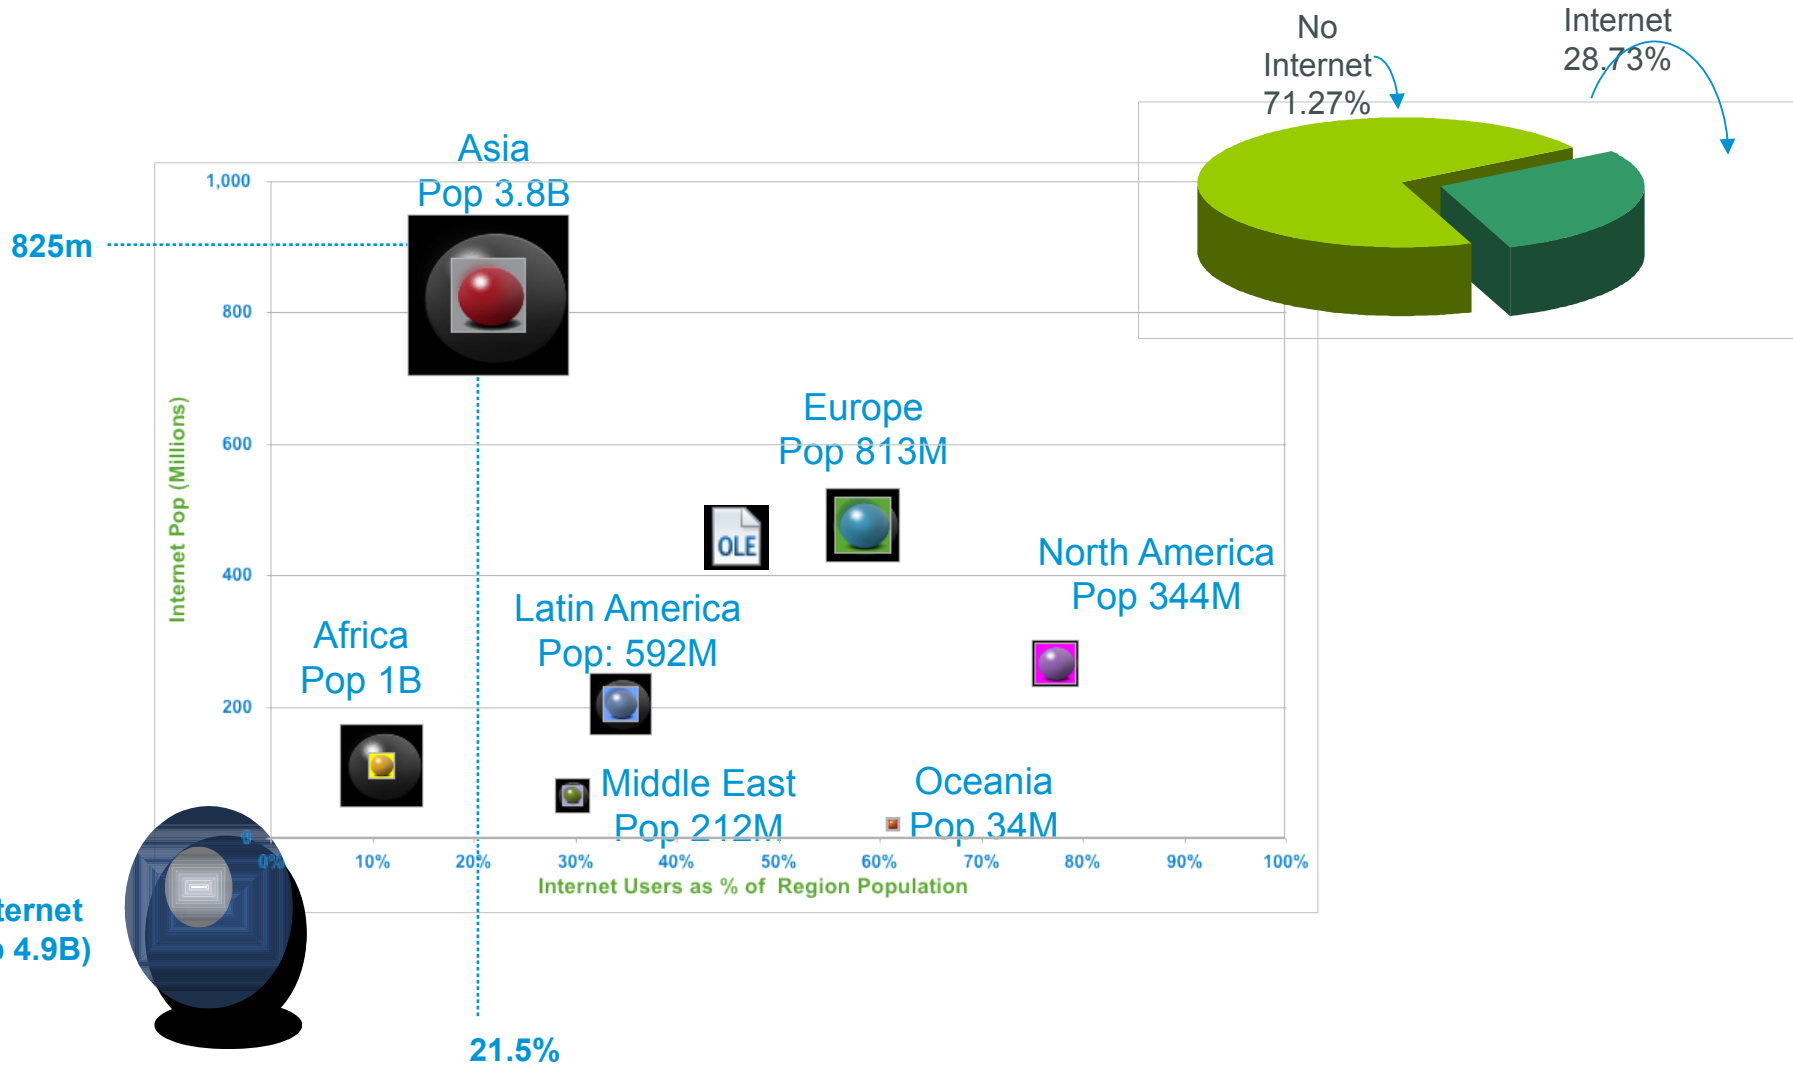 No
Internet
71.27%
Internet
28.73%
Asia
Pop 3.8B
825m
1,000
800
600
400
200
0
Internet Pop (Millions)
Europe
Pop 813M
OLE
North America
Pop 344M
Latin America
Pop: 592M
Africa
Pop 1B
Middle East
Pop 212M
Oceania
Pop 34M
0%
10%
20%
30%
40%
50%
60%
70%
80%
90%
100%
Internet Users as % of Region Population
ternet
4.9B)
21.5%